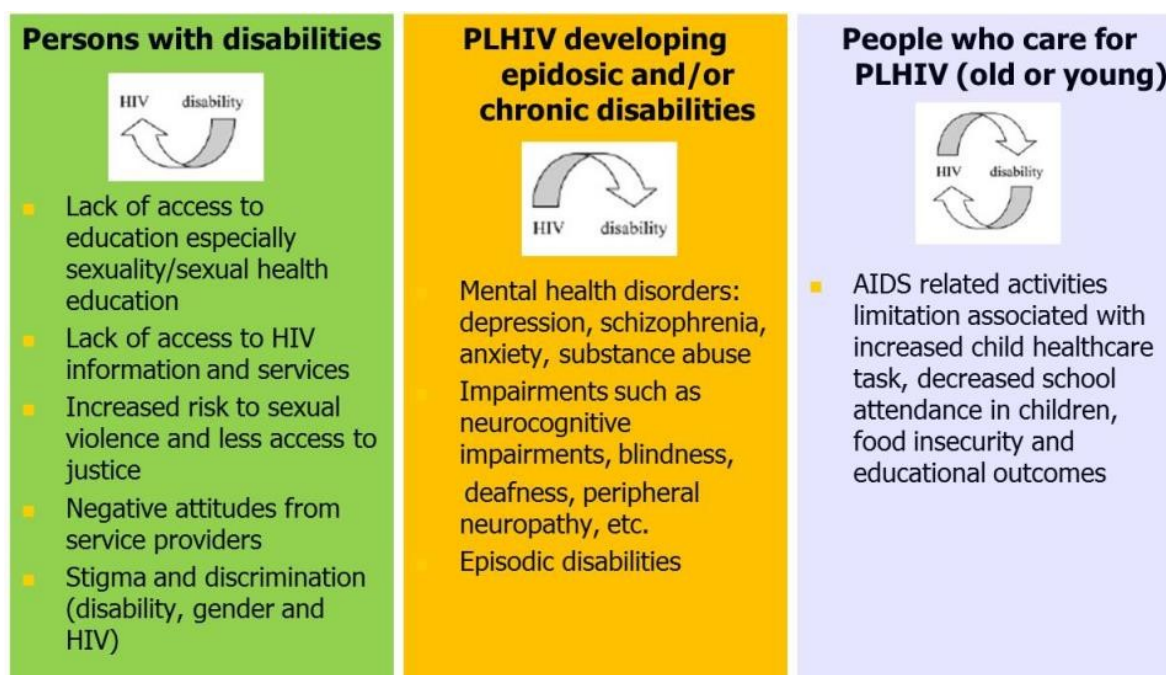 Persons with disabilities
HIV disability
Lack of access to
education especially
sexuality/sexual health
education
Lack of access to HIV
information and services
Increased risk to sexual
violence and less access to
justice
Negative attitudes from
service providers
Stigma and discrimination
(disability, gender and
HIV)
PLHIV developing
epidosic and/or
chronic disabilities
HIV disability
Mental health disorders:
depression, schizophrenia,
anxiety, substance abuse
Impairments such as
neurocognitive
impairments, blindness,
deafness, peripheral
neuropathy, etc.
Episodic disabilities
People who care for
PLHIV (old or young)
HIV disability
AIDS related activities
limitation associated with
increased child healthcare
task, decreased school
attendance in children,
food insecurity and
educational outcomes